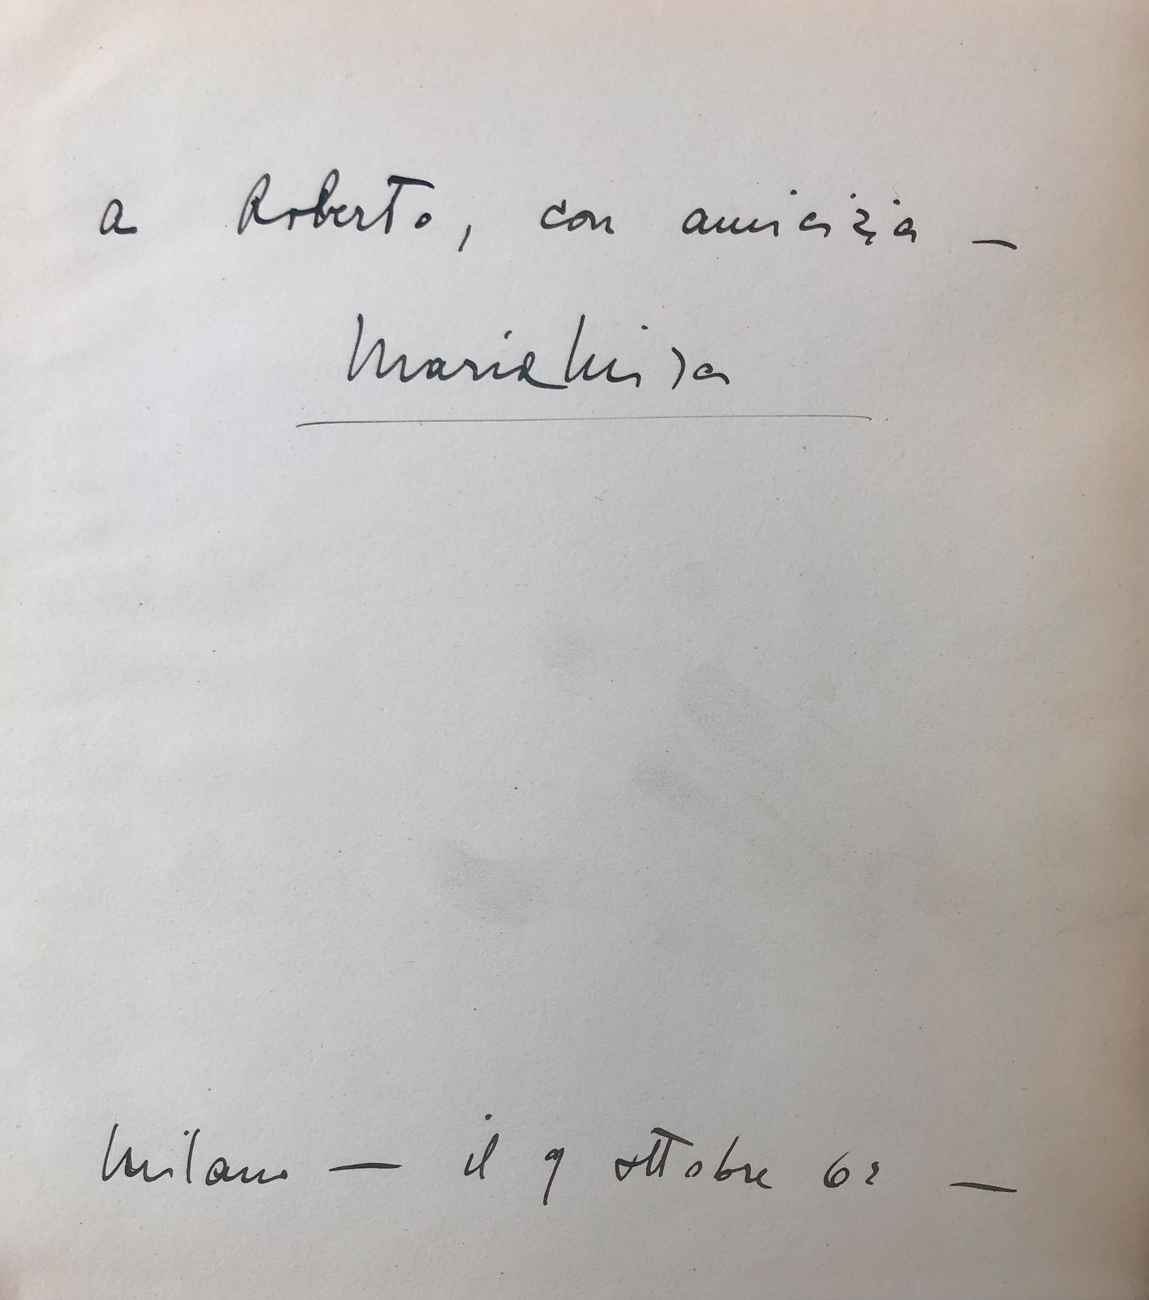 a Roberto, con amicizia —
Marialuisa
Milano — il 9 ottobre 62 —